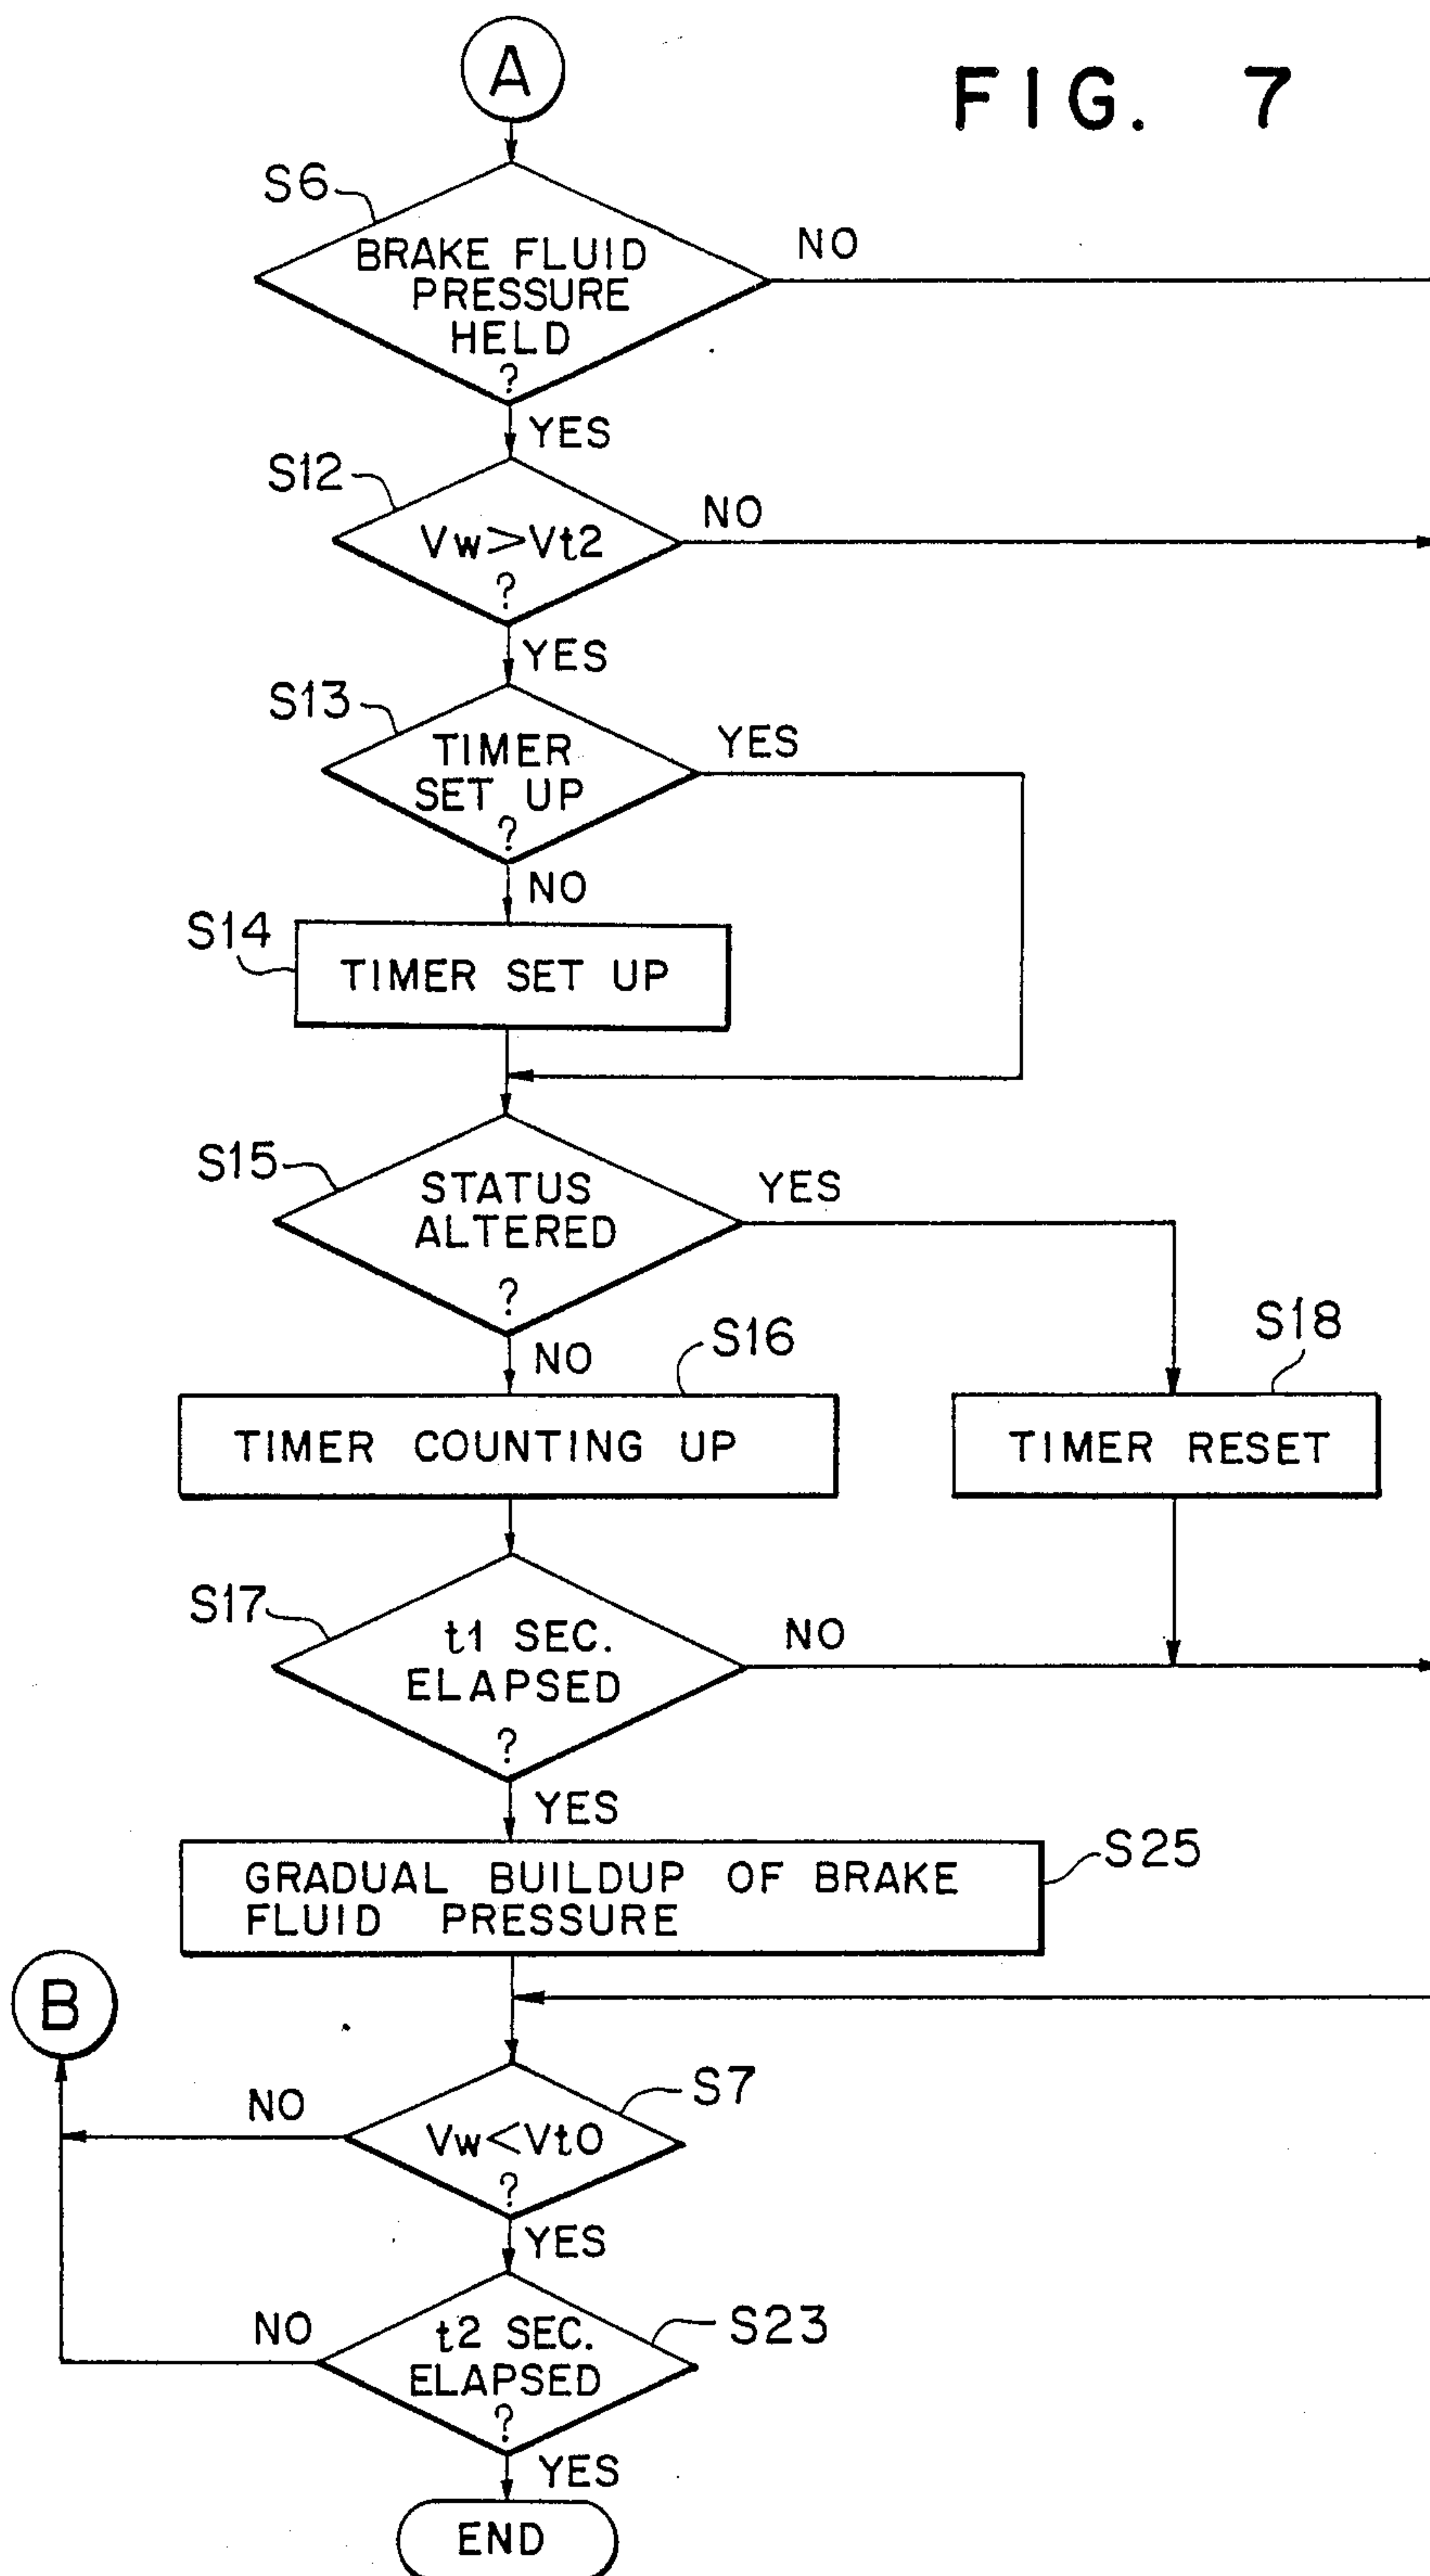 A
FIG. 7
S6
NO
BRAKE FLUID
PRESSURE
HELD
?
YES
S12
NO
Vw>Vt2
?
YES
S13
YES
TIMER
SET UP
?
NO
S14
TIMER SET UP
S15
YES
STATUS
ALTERED
?
NO
S16
S18
TIMER COUNTING UP
TIMER RESET
S17
NO
t1 SEC.
ELAPSED
?
YES
S25
GRADUAL BUILDUP OF BRAKE
FLUID PRESSURE
B
S7
NO
Vw<Vt0
?
YES
S23
NO
t2 SEC.
ELAPSED
?
YES
END